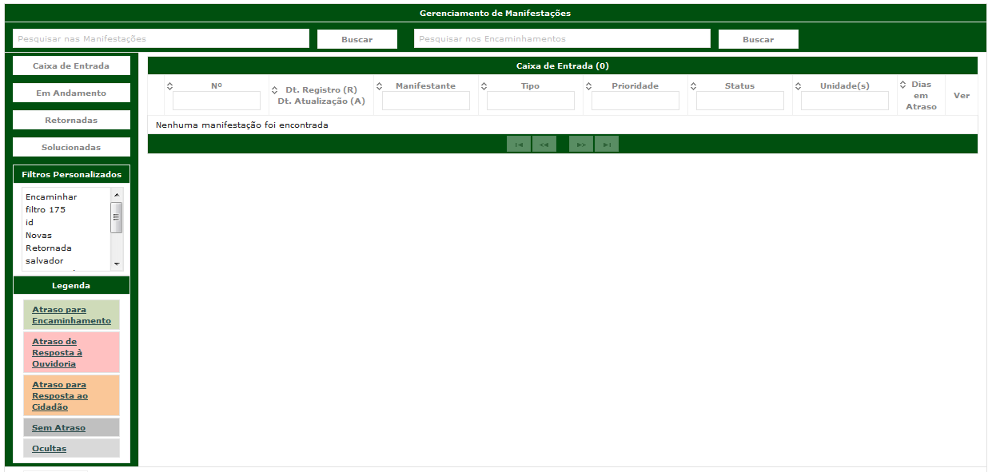 Gerenciamento de Manifestações
Pesquisar nas Manifestações
Buscar
Pesquisar nos Encaminhamentos
Buscar
Caixa de Entrada
Em Andamento
Retornadas
Solucionadas
Filtros Personalizados
Encaminhar
filtro 175
id
Novas
Retornada
salvador
Legenda
Atraso para
Encaminhamento
Atraso de
Resposta à
Ouvidoria
Atraso para
Resposta ao
Cidadão
Sem Atraso
Ocultas
Caixa de Entrada (0)
Nº
Dt. Registro (R)
Dt. Atualização (A)
Manifestante
Tipo
Prioridade
Status
Unidade(s)
Dias
em
Atraso
Ver
Nenhuma manifestação foi encontrada